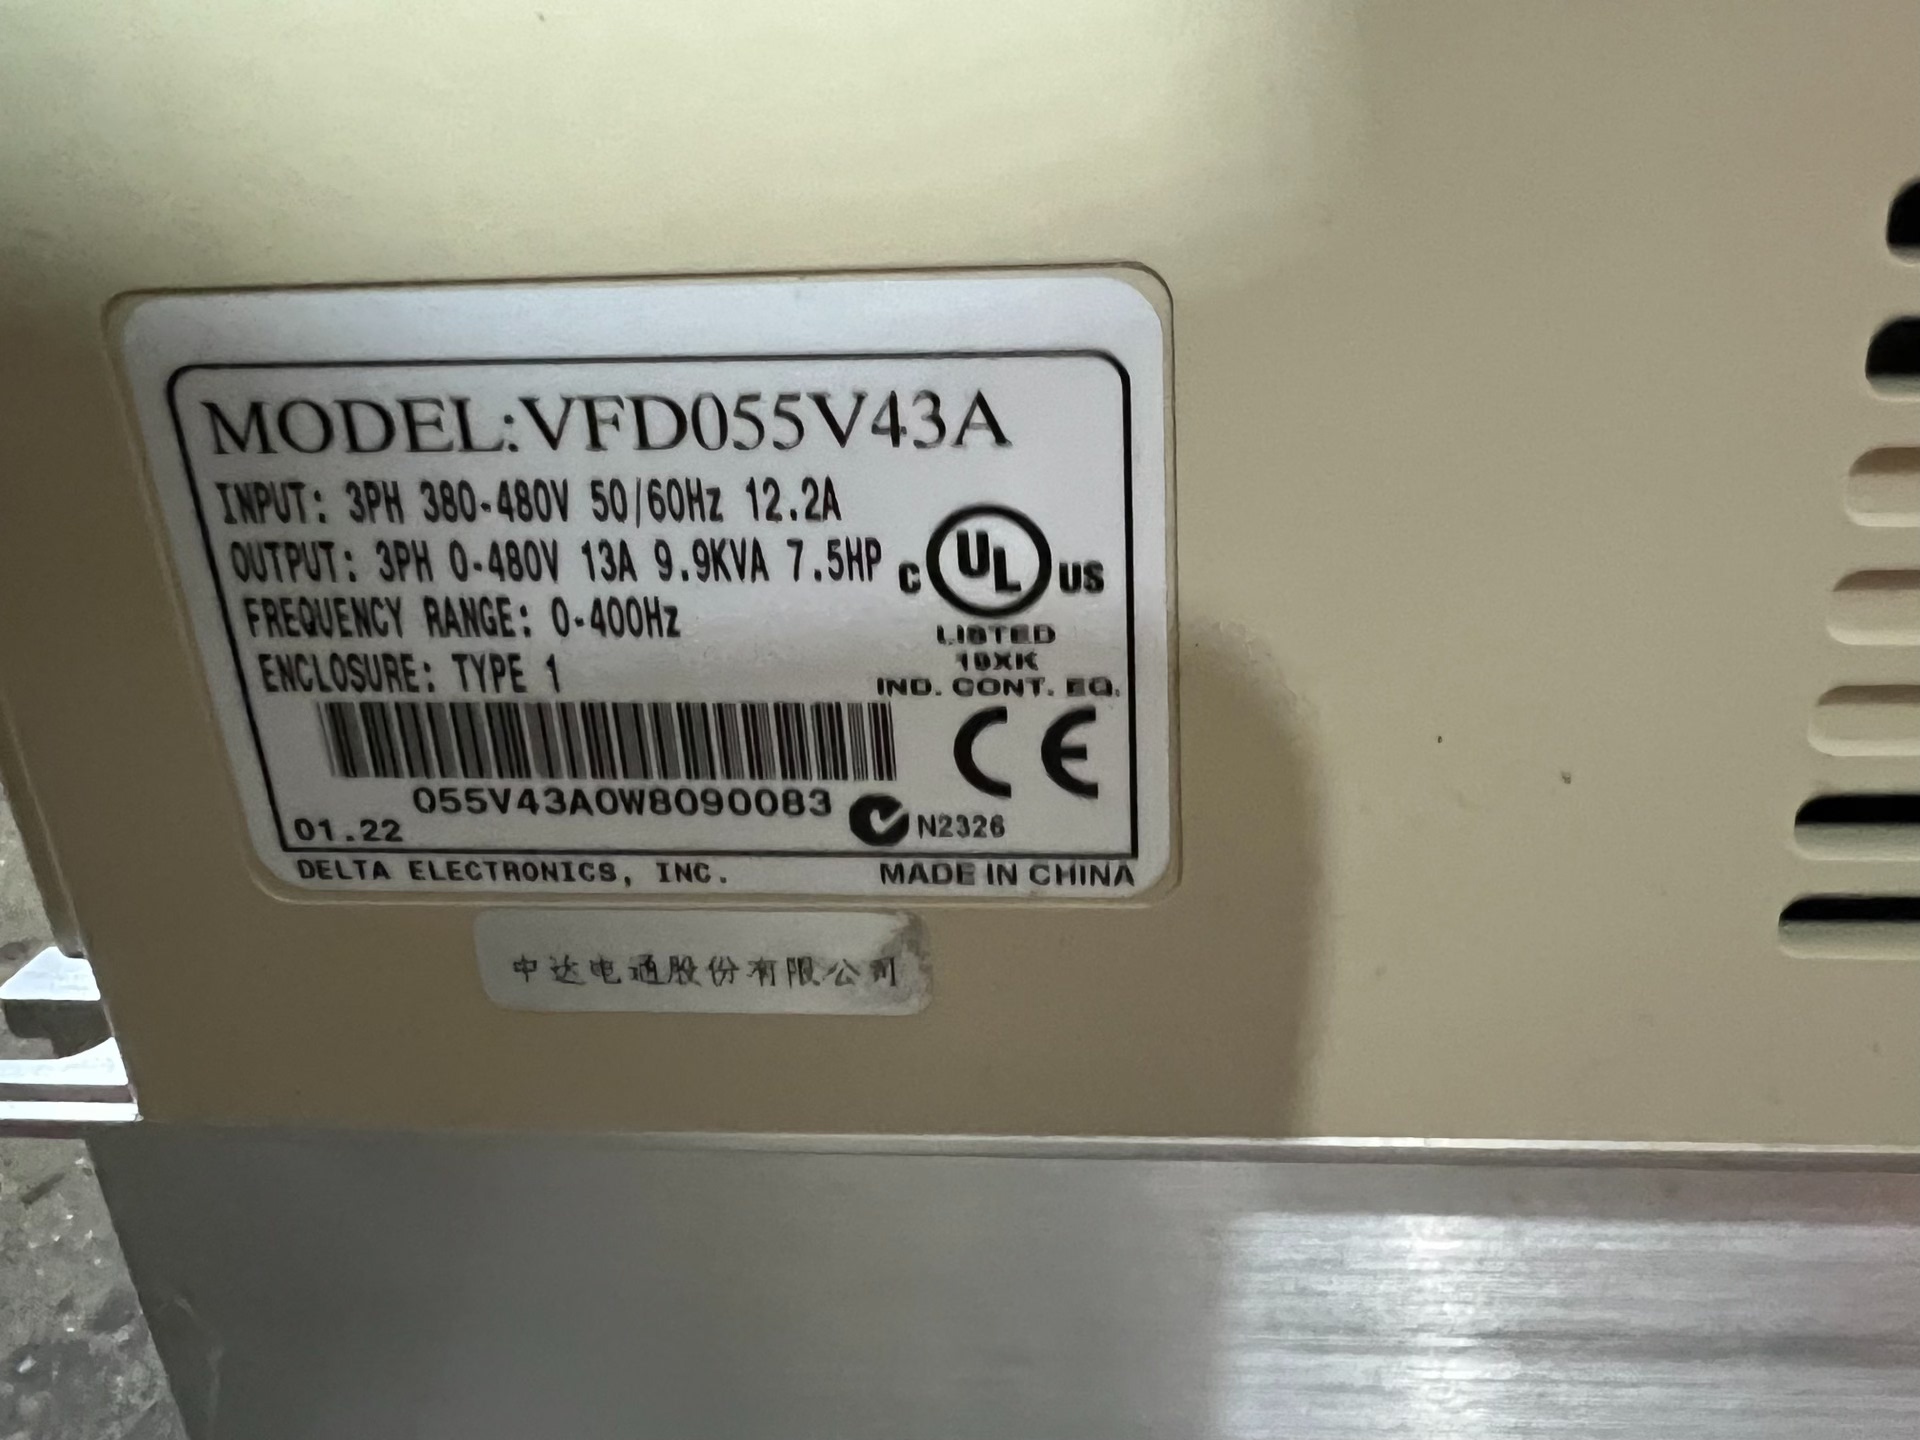 MODEL:VFD055V43A
INPUT: 3PH 380-480V 50/60Hz 12.2A
OUTPUT: 3PH 0-480V 13A 9.9KVA 7.5HP
FREQUENCY RANGE: 0-400Hz
ENCLOSURE: TYPE 1
C UL US
LISTED
19XK
IND. CONT. EQ.
CE
055V43A0W8090083
01.22
N2326
DELTA ELECTRONICS, INC. MADE IN CHINA
中达电通股份有限公司